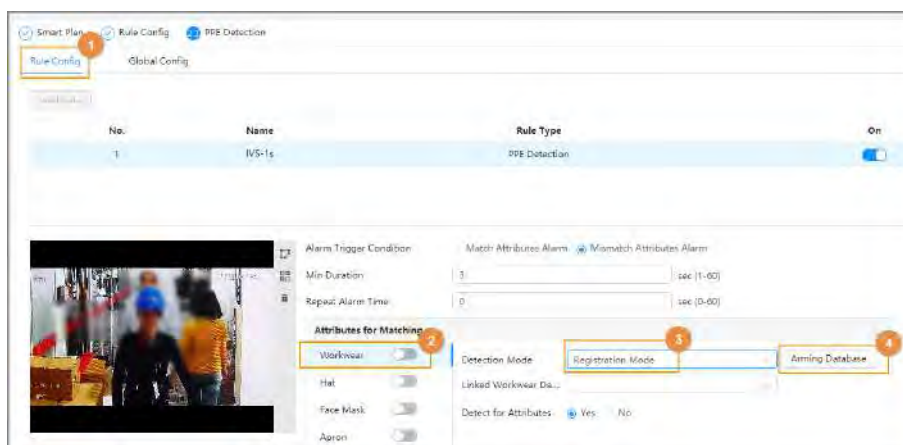 Smart Plan Rule Config PPE Detection
1
Rule Config Global Config
No. Name Rule Type On
1 IVS-1s PPE Detection
Alarm Trigger Condition Match Attributes Alarm Mismatch Attributes Alarm
Min Duration 3 sec (1-60)
Repeat Alarm Time 0 sec (0-60)
Attributes for Matching
2 3 4
Workwear Detection Mode Registration Mode Arming Database
Hat Linked Workwear Da...
Face Mask Detect for Attributes Yes No
Apron